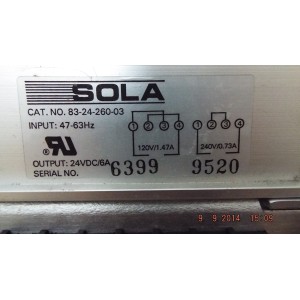 SOLA
CAT. NO. 83-24-260-03
INPUT: 47-63Hz
1 2 3 4
1 2 3 4
120V/1.47A
240V/0.73A
OUTPUT: 24VDC/6A
SERIAL NO. 6399 9520
9 9 2014 15:09